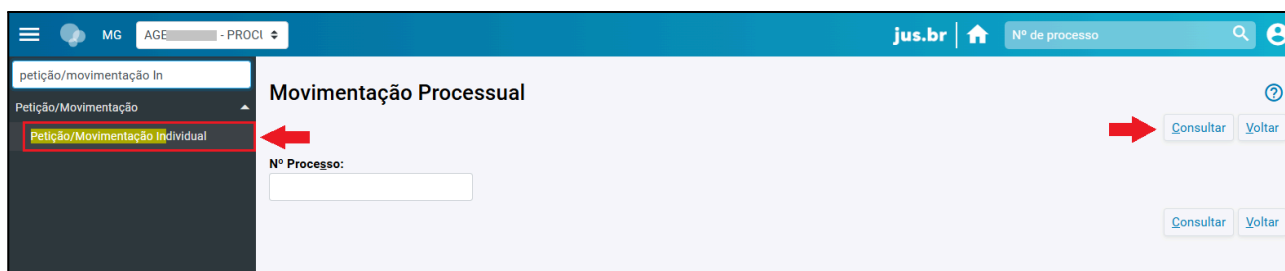 MG AGE - PROCU jus.br Nº de processo
petição/movimentação In
Petição/Movimentação
Petição/Movimentação Individual
Movimentação Processual
Consultar Voltar
Nº Processo:
Consultar Voltar